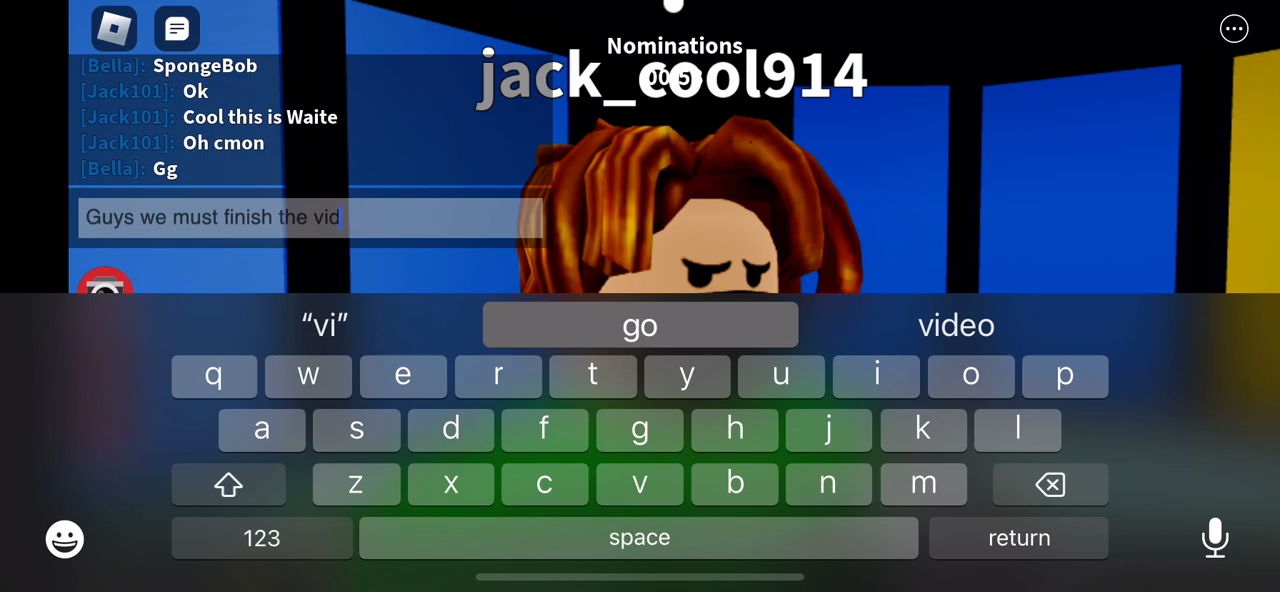 Nominations
jack_cool914
[Bella]: SpongeBob
[Jack101]: Ok
[Jack101]: Cool this is Waite
[Jack101]: Oh cmon
[Bella]: Gg
Guys we must finish the vid
“vi” go video
q w e r t y u i o p
a s d f g h j k l
z x c v b n m
123 space return